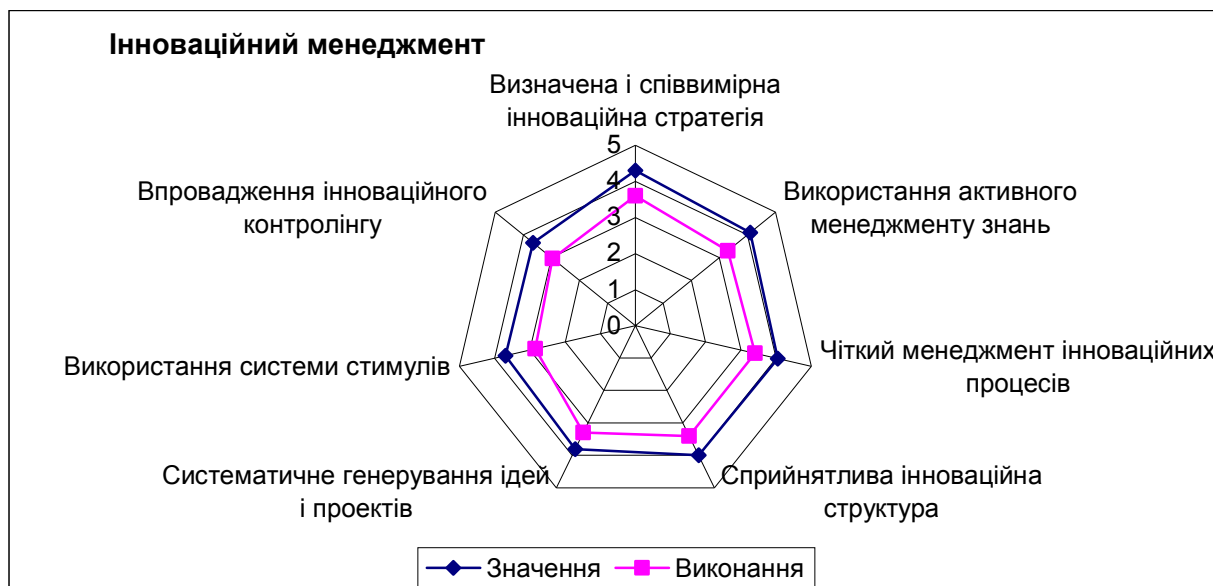 Інноваційний менеджмент
Визначена і співвимірна
інноваційна стратегія
Використання активного
менеджменту знань
Чіткий менеджмент інноваційних
процесів
Сприйнятлива інноваційна
структура
Систематичне генерування ідей
і проектів
Використання системи стимулів
Впровадження інноваційного
контролінгу
5
4
3
2
1
0
Значення
Виконання